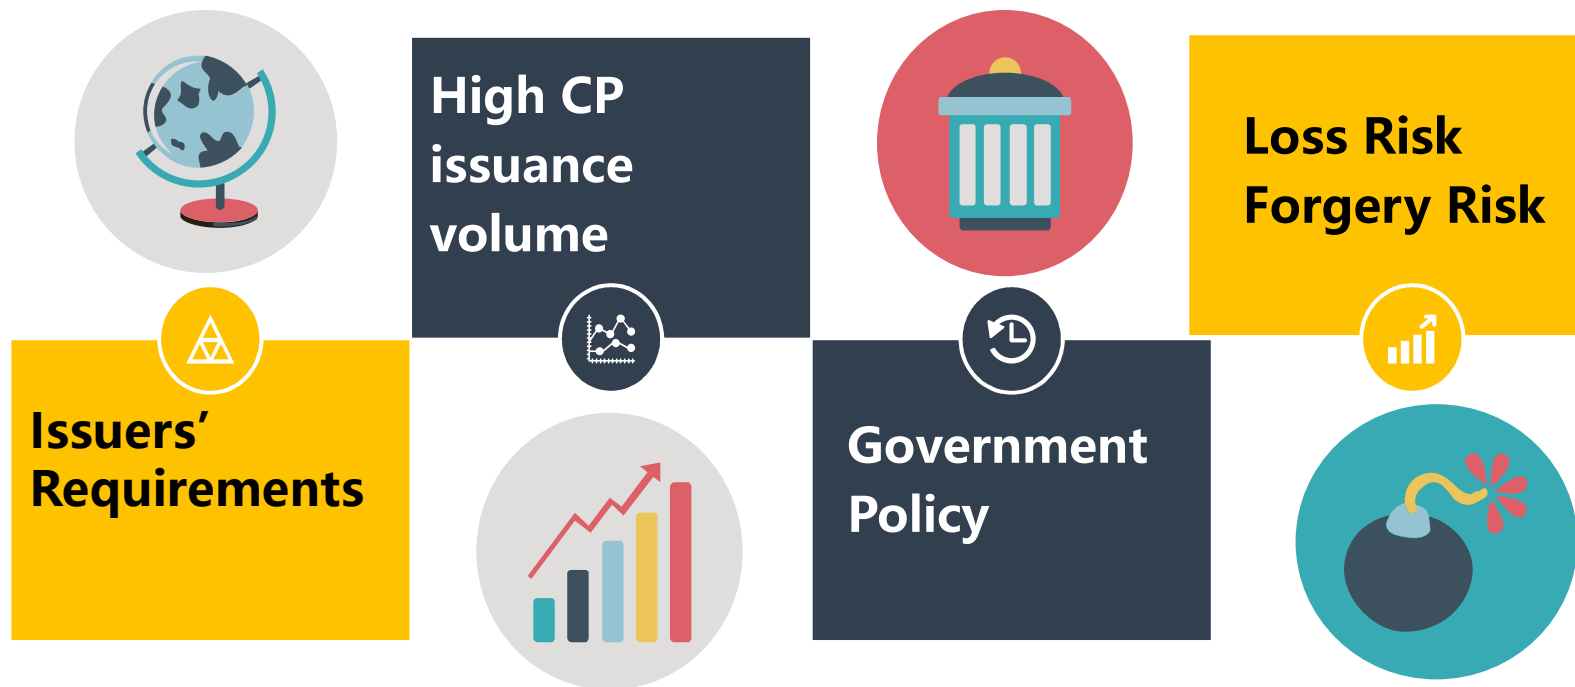 Issuers’
Requirements
High CP
issuance
volume
Government
Policy
Loss Risk
Forgery Risk